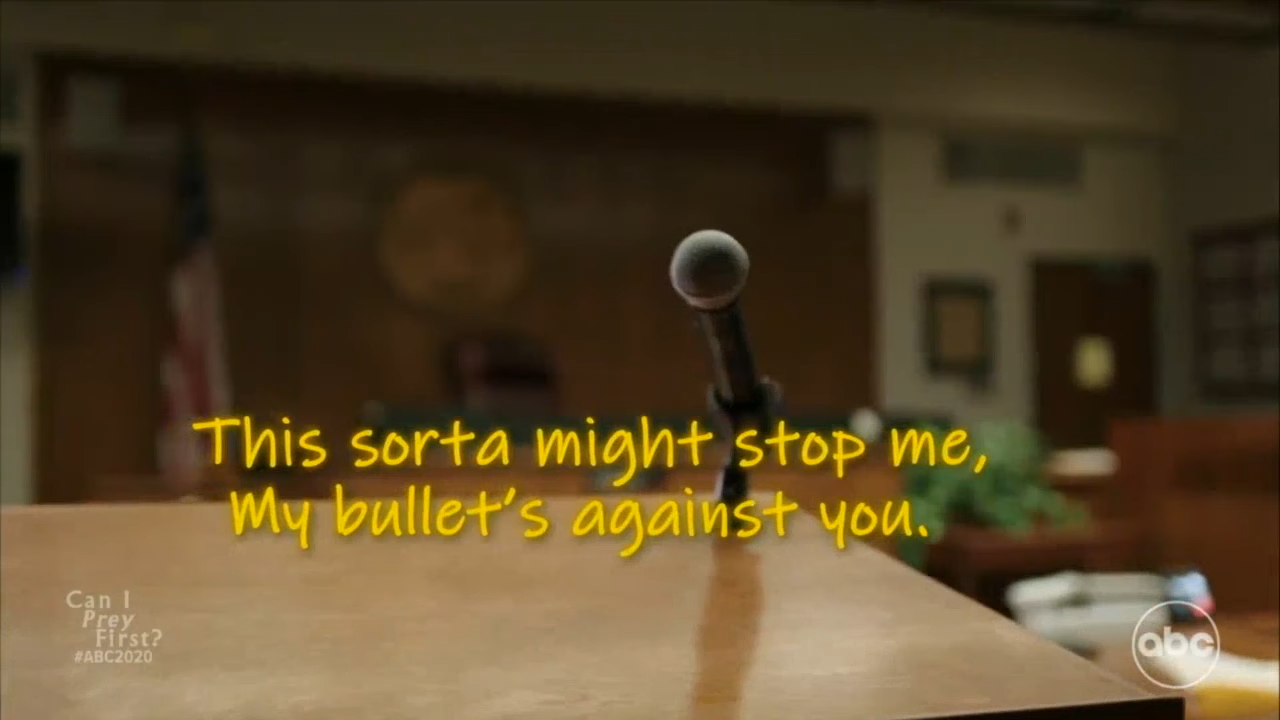 This sorta might stop me,
My bullet's against you.
Can I
Prey
First?
#ABC2020
abc